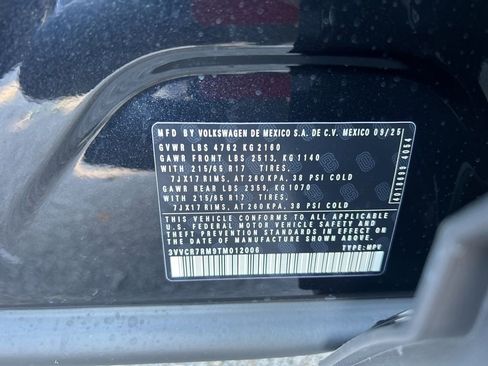 MFD. BY VOLKSWAGEN DE MEXICO S.A. DE C.V. MEXICO 09/25
GVWR LBS 4762 KG 2160
GAWR FRONT LBS 2513, KG 1140
WITH 215/65 R17 TIRES,
7JX17 RIMS, AT 260 KPA, 38 PSI COLD
GAWR REAR LBS 2359, KG 1070
WITH 215/65 R17 TIRES,
7JX17 RIMS, AT 260 KPA, 38 PSI COLD
THIS VEHICLE CONFORMS TO ALL APPLICABLE
U.S. FEDERAL MOTOR VEHICLE SAFETY AND
THEFT PREVENTION STANDARDS IN EFFECT ON
THE DATE OF MANUFACTURE SHOWN ABOVE.
3VVCR7RM9TM012006 TYPE: MPV